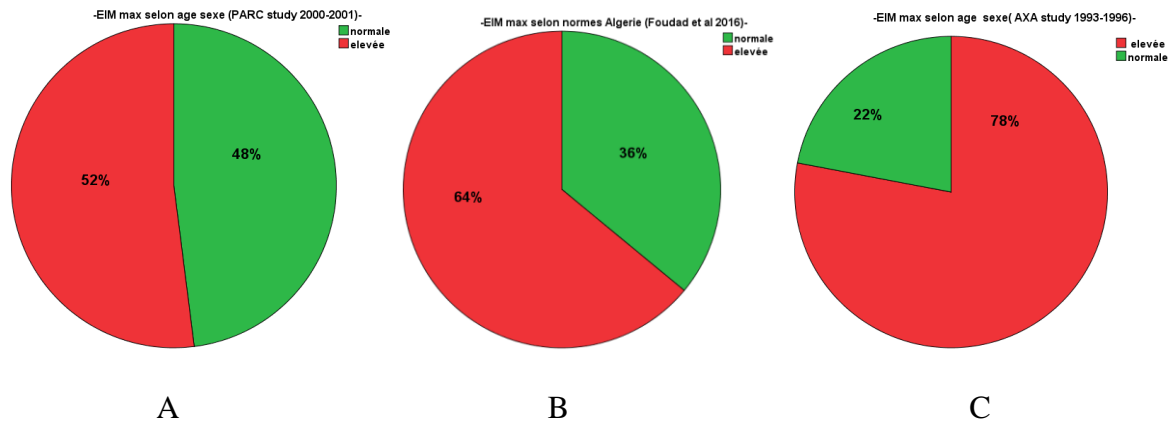 -EIM max selon age sexe (PARC study 2000-2001)-
normale
elevée
48%
52%
A
-EIM max selon normes Algerie (Foudad et al 2016)-
normale
elevée
36%
64%
B
-EIM max selon age sexe( AXA study 1993-1996)-
elevée
normale
22%
78%
C